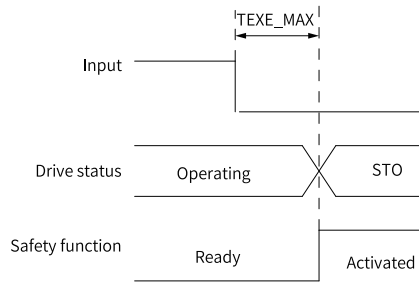 TEXE_MAX
Input
Drive status
Operating
STO
Safety function
Ready
Activated